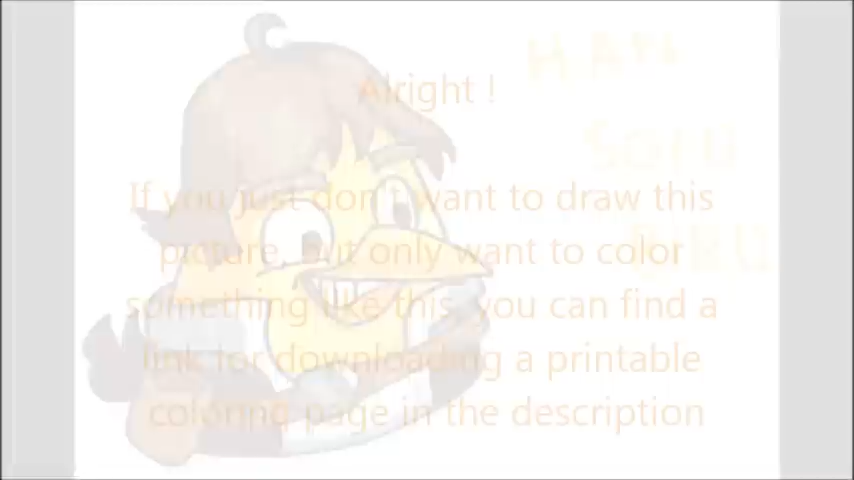 Alright !
If you just don't want to draw this
picture, but only want to color
something like this, you can find a
link for downloading a printable
coloring page in the description